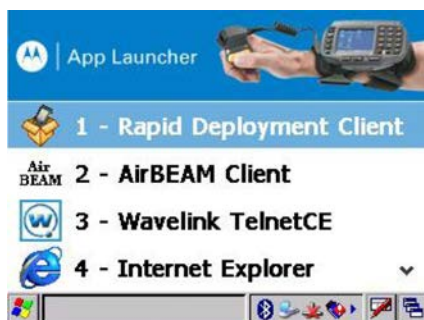 App Launcher
1 - Rapid Deployment Client
Air
BEAM 2 - AirBEAM Client
3 - Wavelink TelnetCE
4 - Internet Explorer